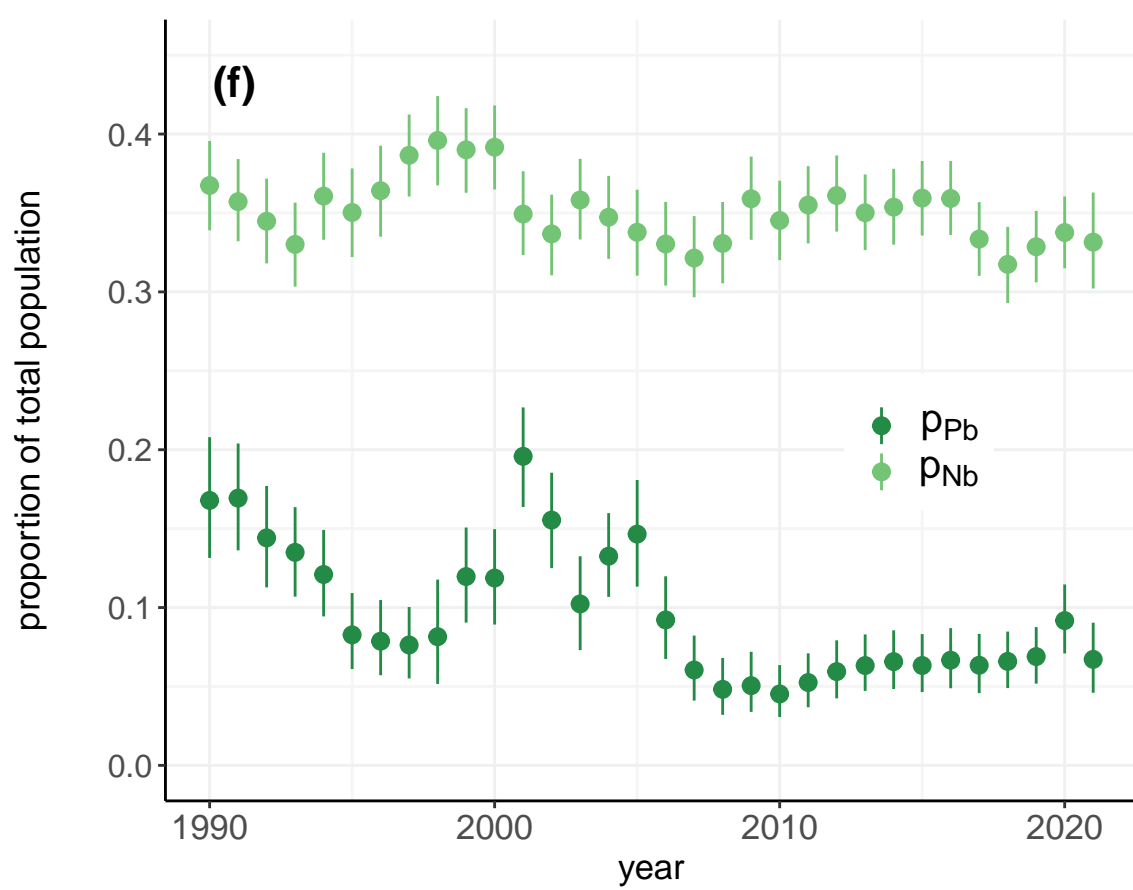 (f)
proportion of total population
0.4
0.3
0.2
0.1
0.0
pPb
pNb
1990 2000 2010 2020
year